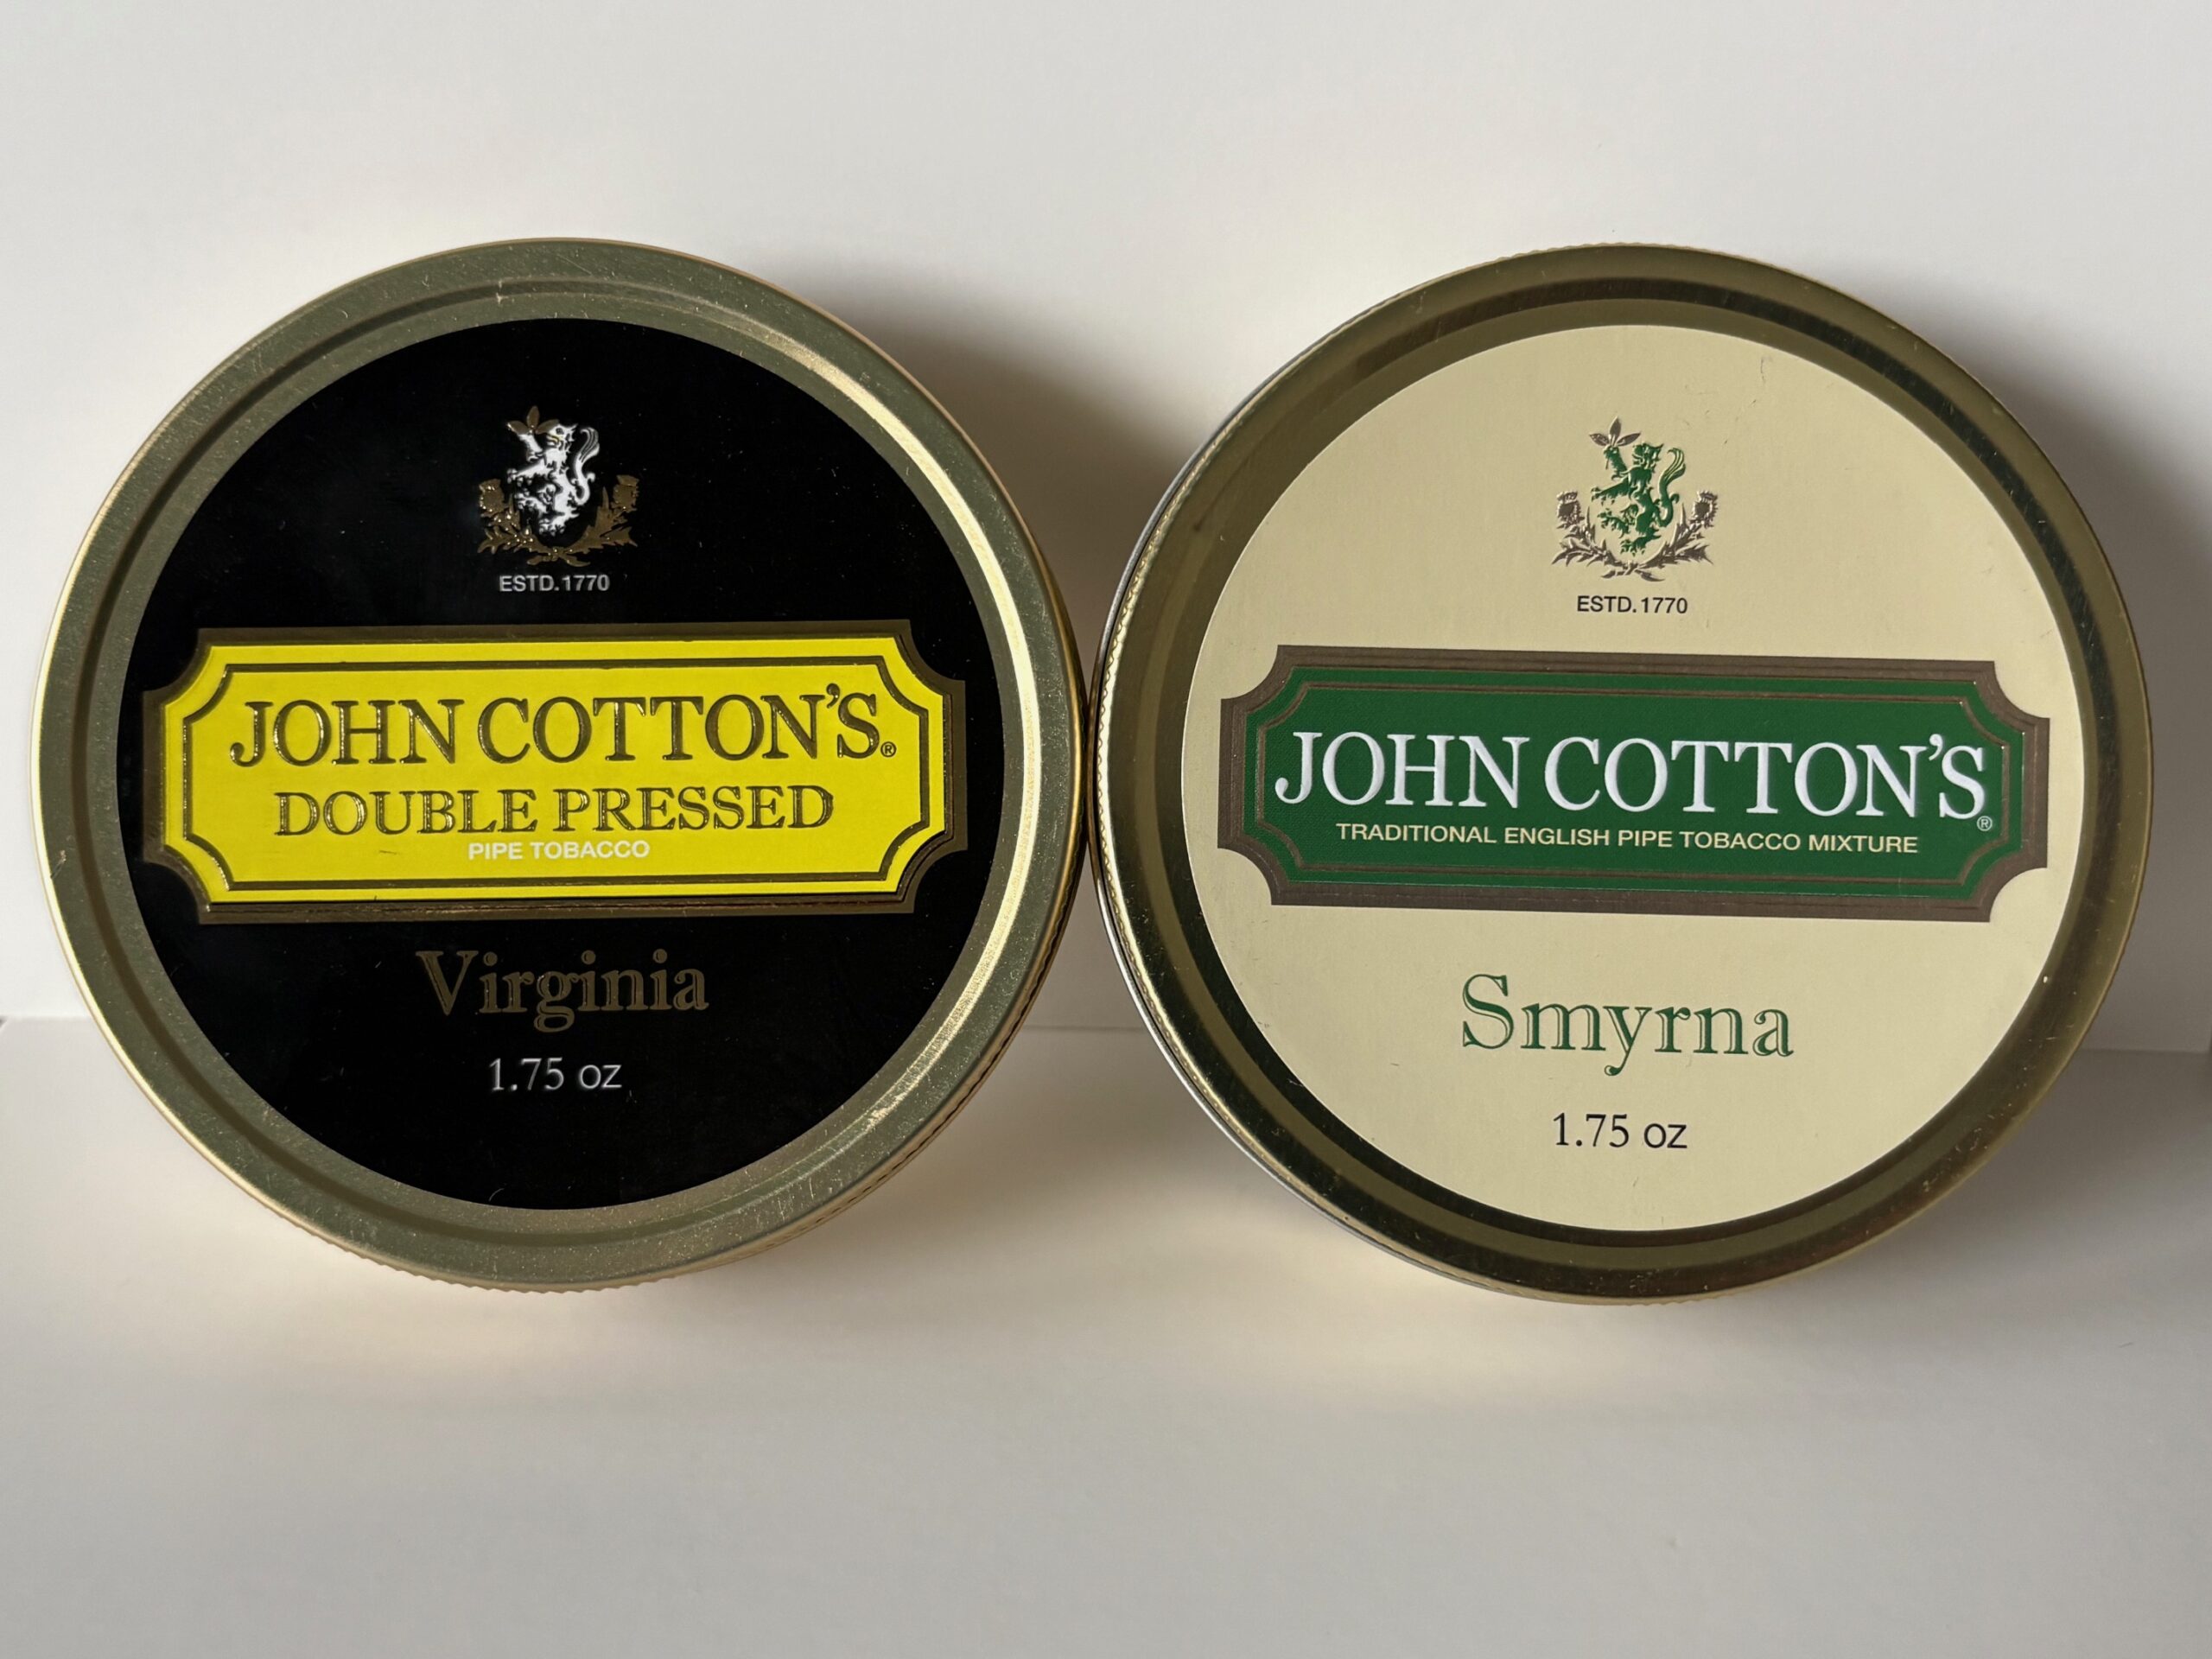 ESTD.1770
JOHN COTTON'S®
DOUBLE PRESSED
PIPE TOBACCO
Virginia
1.75 oz
ESTD.1770
JOHN COTTON'S®
TRADITIONAL ENGLISH PIPE TOBACCO MIXTURE
Smyrna
1.75 oz